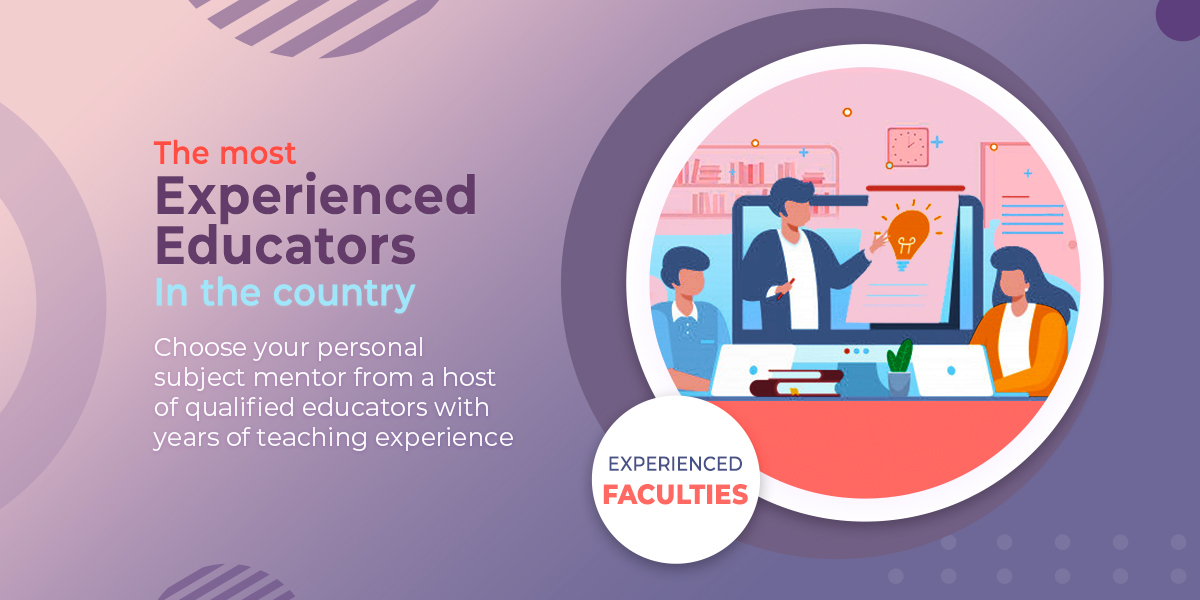 The most
Experienced
Educators
In the country
Choose your personal
subject mentor from a host
of qualified educators with
years of teaching experience
EXPERIENCED
FACULTIES